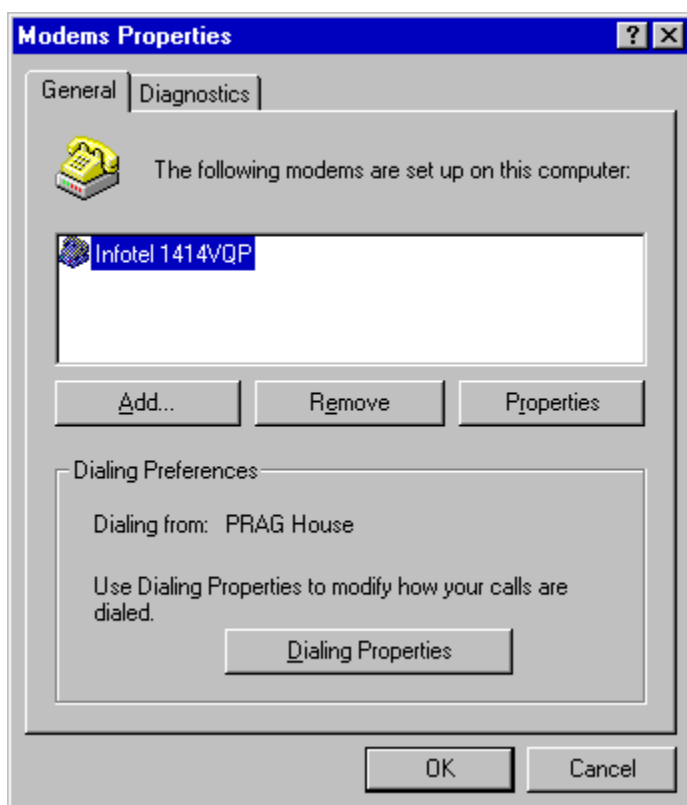 Modems Properties
General
Diagnostics
The following modems are set up on this computer:
Infotel 1414VQP
Add...
Remove
Properties
Dialing Preferences
Dialing from: PRAG House
Use Dialing Properties to modify how your calls are
dialed.
Dialing Properties
OK
Cancel